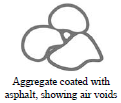 Aggregate coated with
asphalt, showing air voids